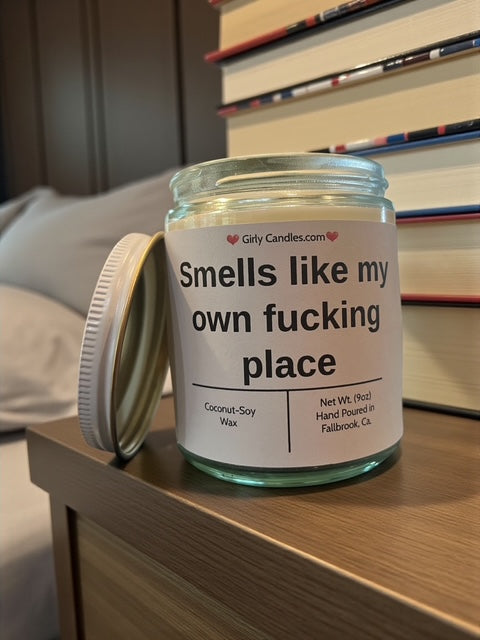 Girly Candles.com
Smells like my
own fucking
place
Coconut-Soy
Wax
Net Wt. (9oz)
Hand Poured in
Fallbrook, Ca.